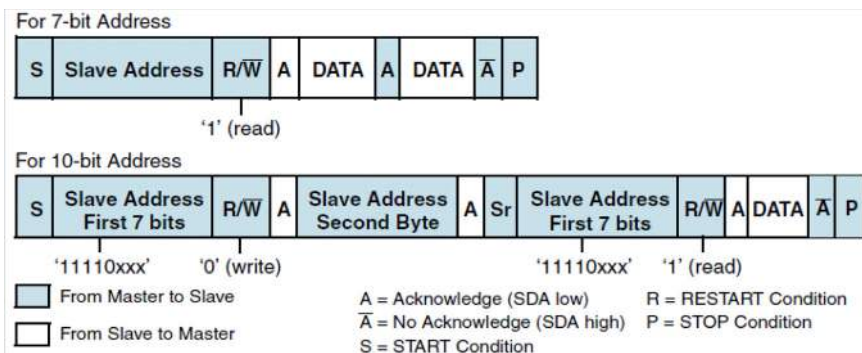 For 7-bit Address
S Slave Address R/W̅ A DATA A DATA A̅ P
‘1’ (read)
For 10-bit Address
S Slave Address First 7 bits R/W̅ A Slave Address Second Byte A Sr Slave Address First 7 bits R/W̅ A DATA A̅ P
‘11110xxx’ ‘0’ (write) ‘11110xxx’ ‘1’ (read)
From Master to Slave
From Slave to Master
A = Acknowledge (SDA low)
A̅ = No Acknowledge (SDA high)
S = START Condition
R = RESTART Condition
P = STOP Condition